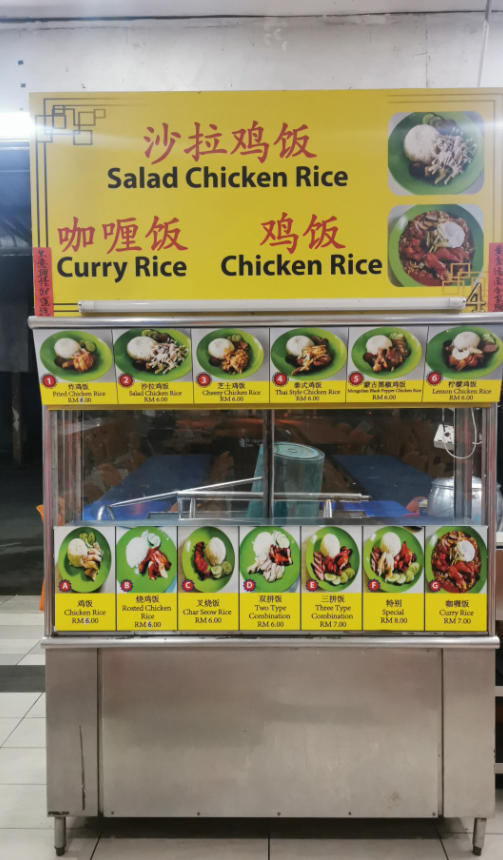 沙拉鸡饭
Salad Chicken Rice
咖喱饭
鸡饭
Curry Rice
Chicken Rice
4
1
炸鸡饭
Fried Chicken Rice
RM 6.00
2
沙拉鸡饭
Salad Chicken Rice
RM 6.00
3
芝士鸡饭
Cheesy Chicken Rice
RM 6.00
4
泰式鸡饭
Thai Style Chicken Rice
RM 6.00
5
蒙古黑椒鸡饭
Mongolian Black Pepper Chicken Rice
RM 6.00
6
柠檬鸡饭
Lemon Chicken Rice
RM 6.00
A
鸡饭
Chicken Rice
RM 6.00
B
烧鸡饭
Rosted Chicken
Rice
RM 6.00
C
叉烧饭
Char Seow Rice
RM 6.00
D
双拼饭
Two Type
Combination
RM 6.00
E
三拼饭
Three Type
Combination
RM 7.00
F
特别
Special
RM 8.00
G
咖喱饭
Curry Rice
RM 7.00